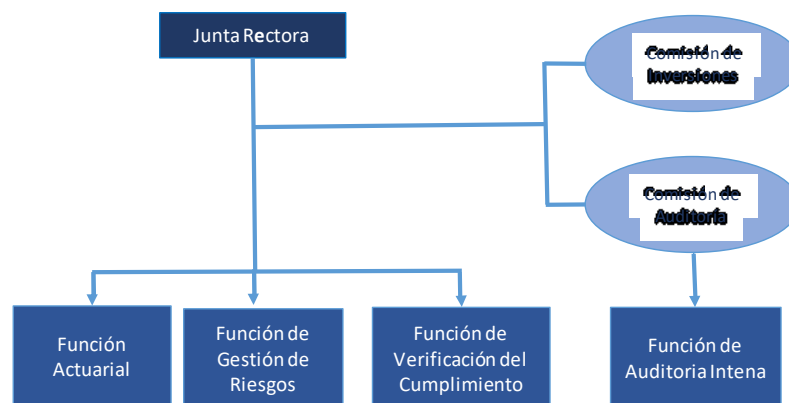 Junta Rectora
Comisión de
Inversiones
Comisión de
Auditoría
Función
Actuarial
Función de
Gestión de
Riesgos
Función de
Verificación del
Cumplimiento
Función de
Auditoria Intena